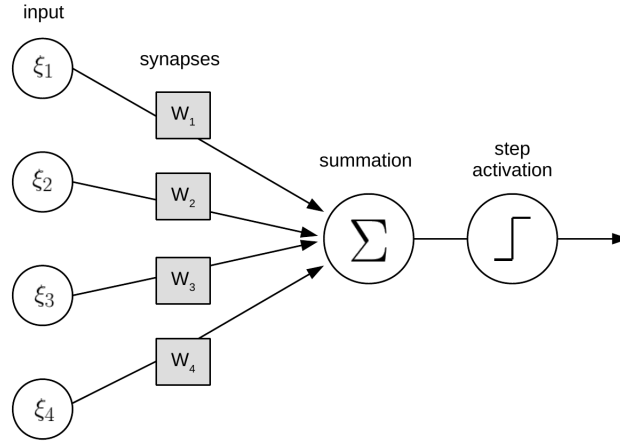 input
ξ₁
synapses
W₁
ξ₂
W₂
summation
step
activation
Σ
ξ₃
W₃
W₄
ξ₄